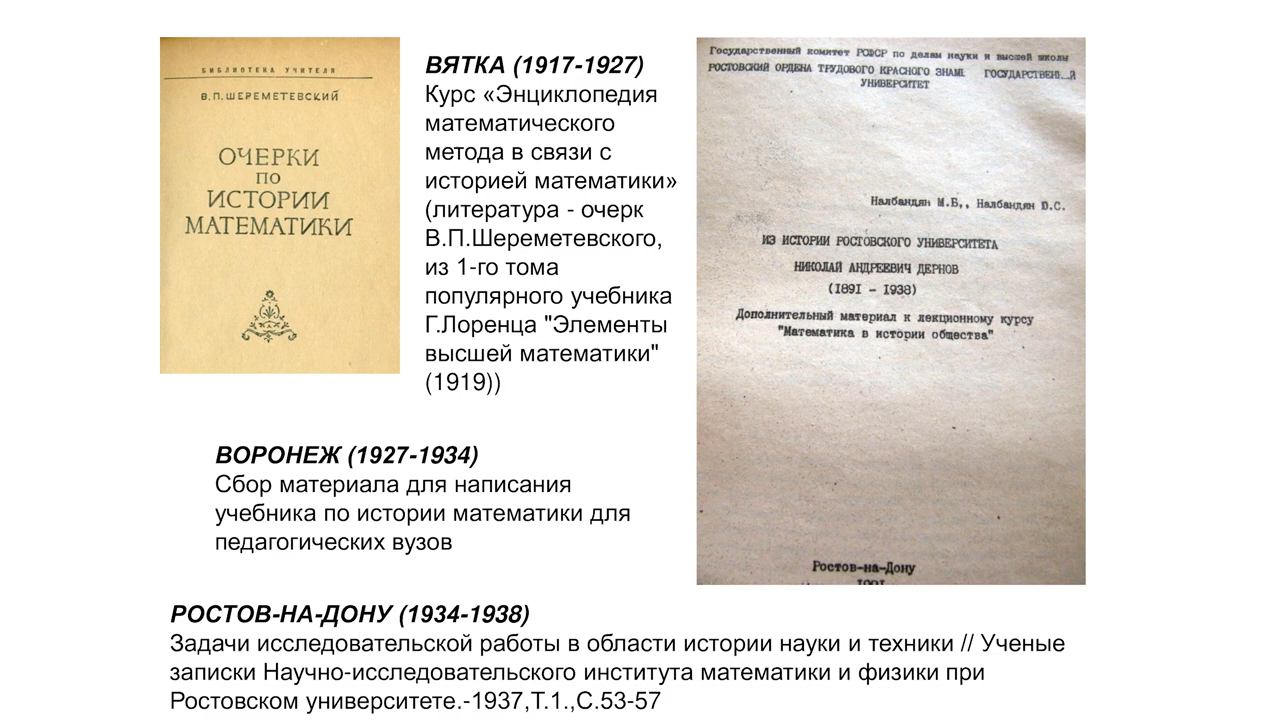 БИБЛИОТЕКА УЧИТЕЛЯ
В.П.ШЕРЕМЕТЕВСКИЙ
ОЧЕРКИ
ПО
ИСТОРИИ
МАТЕМАТИКИ
ВЯТКА (1917-1927)
Курс «Энциклопедия
математического
метода в связи с
историей математики»
(литература - очерк
В.П.Шереметевского,
из 1-го тома
популярного учебника
Г.Лоренца "Элементы
высшей математики"
(1919))
Государственный комитет РСФСР по делам науки и высшей школы
РОСТОВСКИЙ ОРДЕНА ТРУДОВОГО КРАСНОГО ЗНАМЕ ГОСУДАРСТВЕН...Й
УНИВЕРСИТЕТ
Налбандян М.Б., Налбандян Ю.С.
ИЗ ИСТОРИИ РОСТОВСКОГО УНИВЕРСИТЕТА
НИКОЛАЙ АНДРЕЕВИЧ ДЕРНОВ
(1891 - 1938)
Дополнительный материал к лекционному курсу
"Математика в истории общества"
Ростов-на-Дону
1991
ВОРОНЕЖ (1927-1934)
Сбор материала для написания
учебника по истории математики для
педагогических вузов
РОСТОВ-НА-ДОНУ (1934-1938)
Задачи исследовательской работы в области истории науки и техники // Ученые
записки Научно-исследовательского института математики и физики при
Ростовском университете.-1937,Т.1.,С.53-57